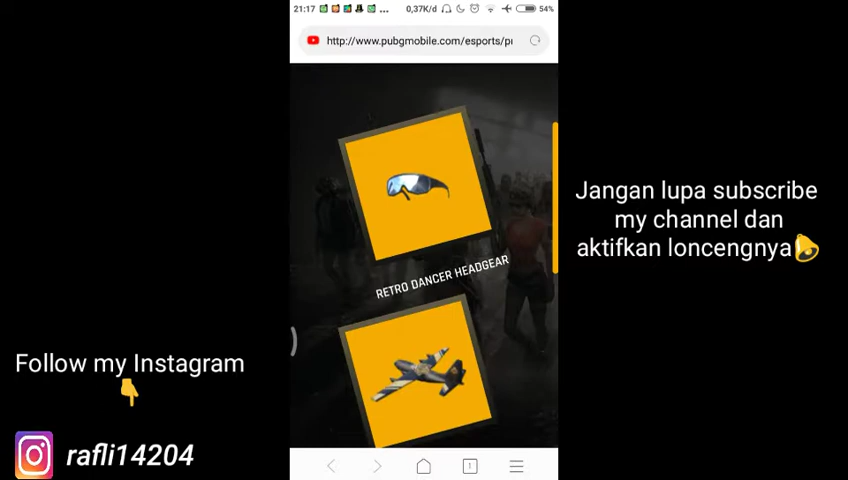 21:17
0,37K/d
54%
http://www.pubgmobile.com/esports/p
RETRO DANCER HEADGEAR
1
Jangan lupa subscribe
my channel dan
aktifkan loncengnya🔔
Follow my Instagram
👇
rafli14204